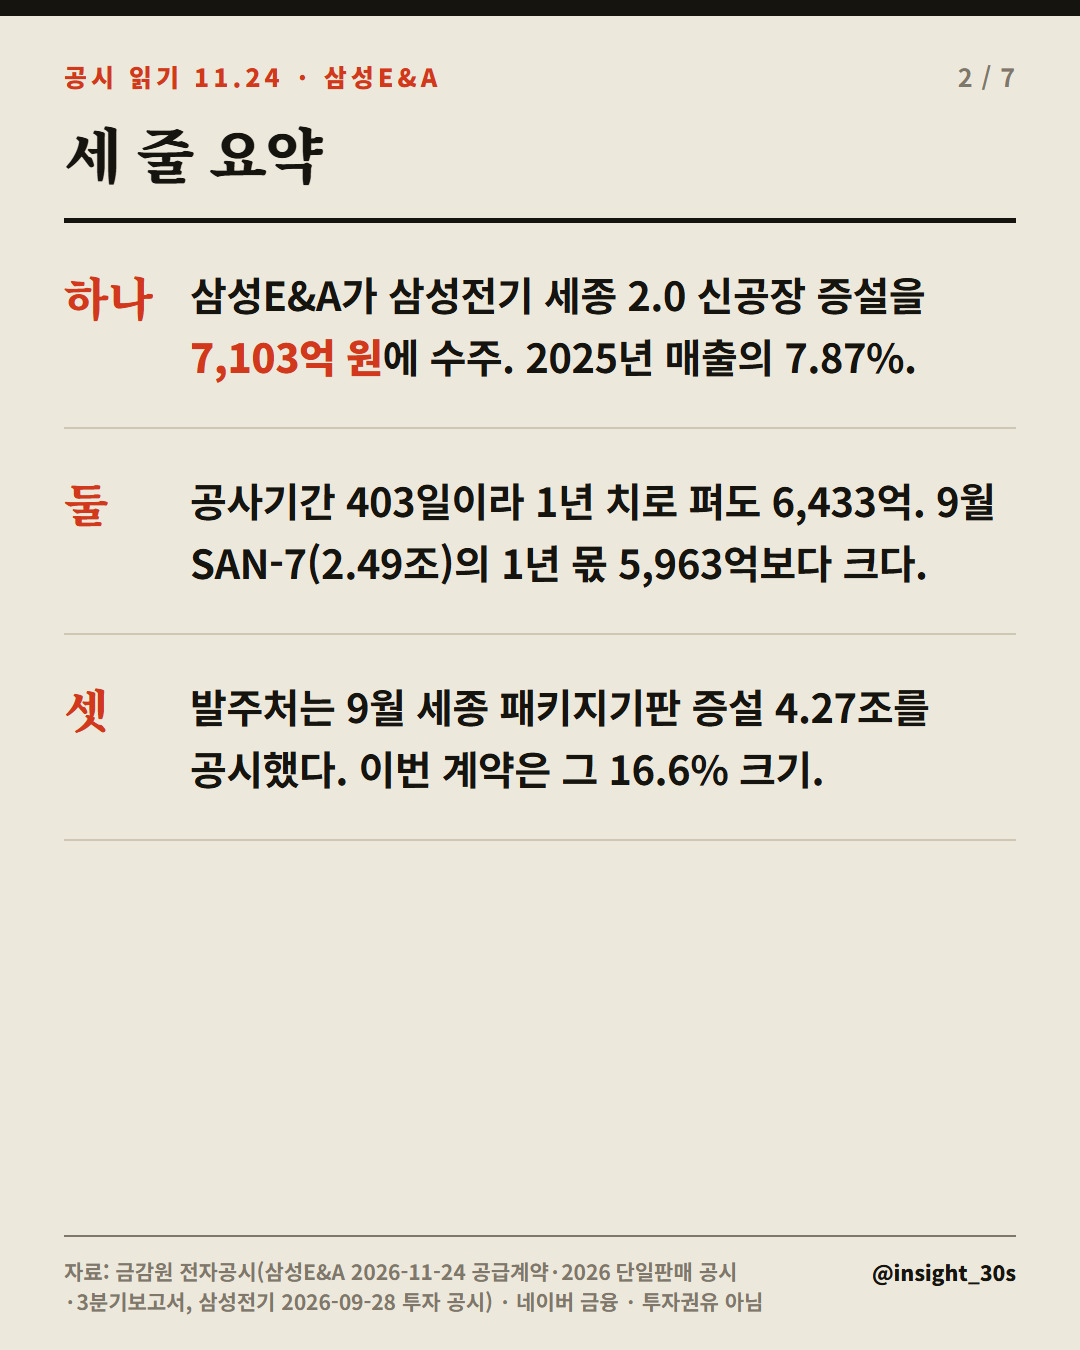 공시 읽기 11.24 · 삼성E&A
2 / 7
세 줄 요약
하나
삼성E&A가 삼성전기 세종 2.0 신공장 증설을
7,103억 원에 수주. 2025년 매출의 7.87%.
둘
공사기간 403일이라 1년 치로 펴도 6,433억. 9월
SAN-7(2.49조)의 1년 몫 5,963억보다 크다.
셋
발주처는 9월 세종 패키지기판 증설 4.27조를
공시했다. 이번 계약은 그 16.6% 크기.
자료: 금감원 전자공시(삼성E&A 2026-11-24 공급계약·2026 단일판매 공시
·3분기보고서, 삼성전기 2026-09-28 투자 공시) · 네이버 금융 · 투자권유 아님
@insight_30s